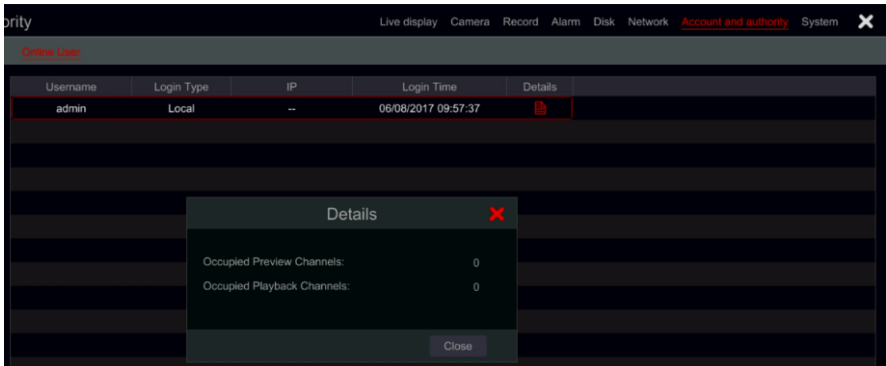 ority Live display Camera Record Alarm Disk Network Account and authority System
Online User
Username Login Type IP Login Time Details
admin Local -- 06/08/2017 09:57:37
Details
Occupied Preview Channels: 0
Occupied Playback Channels: 0
Close